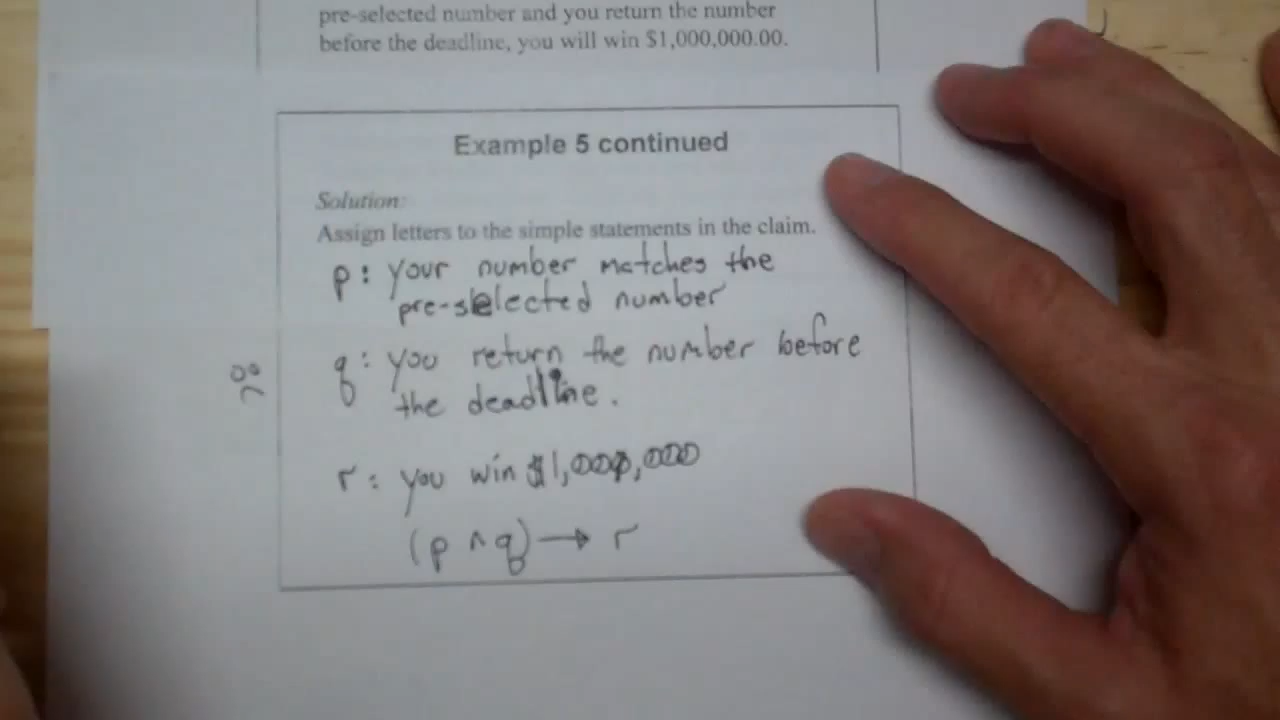 pre-selected number and you return the number
before the deadline, you will win $1,000,000.00.
Example 5 continued
Solution:
Assign letters to the simple statements in the claim.
p: your number matches the
pre-selected number
q: you return the number before
the deadline.
r: you win $1,000,000
(p ∧ q) → r